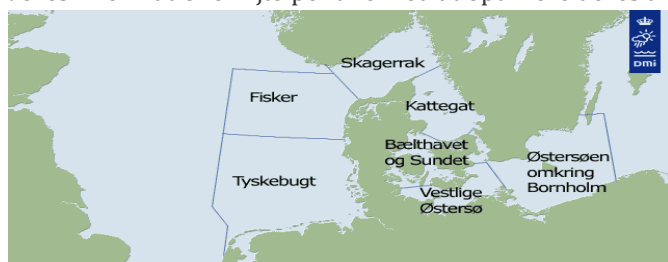 Skagerrak
Fisker
Kattegat
Bælthavet
og Sundet
Østersøen
omkring
Bornholm
Tyskebugt
Vestlige
Østersø
DMI